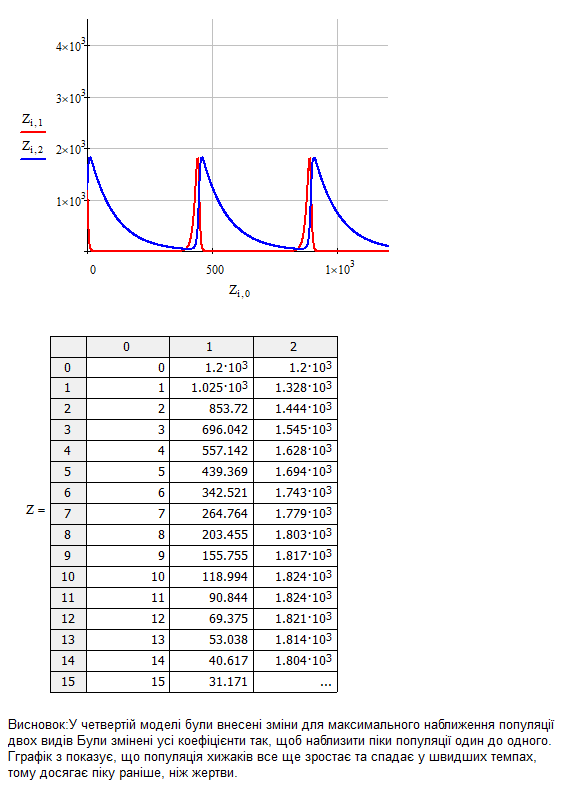 4×10³
3×10³
Z i,1
Z i,2
2×10³
1×10³
0 500 1×10³
Z i,0
0 1 2
0 0 1.2·10³ 1.2·10³
1 1 1.025·10³ 1.328·10³
2 2 853.72 1.444·10³
3 3 696.042 1.545·10³
4 4 557.142 1.628·10³
5 5 439.369 1.694·10³
6 6 342.521 1.743·10³
Z = 7 7 264.764 1.779·10³
8 8 203.455 1.803·10³
9 9 155.755 1.817·10³
10 10 118.994 1.824·10³
11 11 90.844 1.824·10³
12 12 69.375 1.821·10³
13 13 53.038 1.814·10³
14 14 40.617 1.804·10³
15 15 31.171 ...
Висновок:У четвертій моделі були внесені зміни для максимального наближення популяції
двох видів Були змінені усі коефіцієнти так, щоб наблизити піки популяції один до одного.
Гграфік з показує, що популяція хижаків все ще зростає та спадає у швидших темпах,
тому досягає піку раніше, ніж жертви.